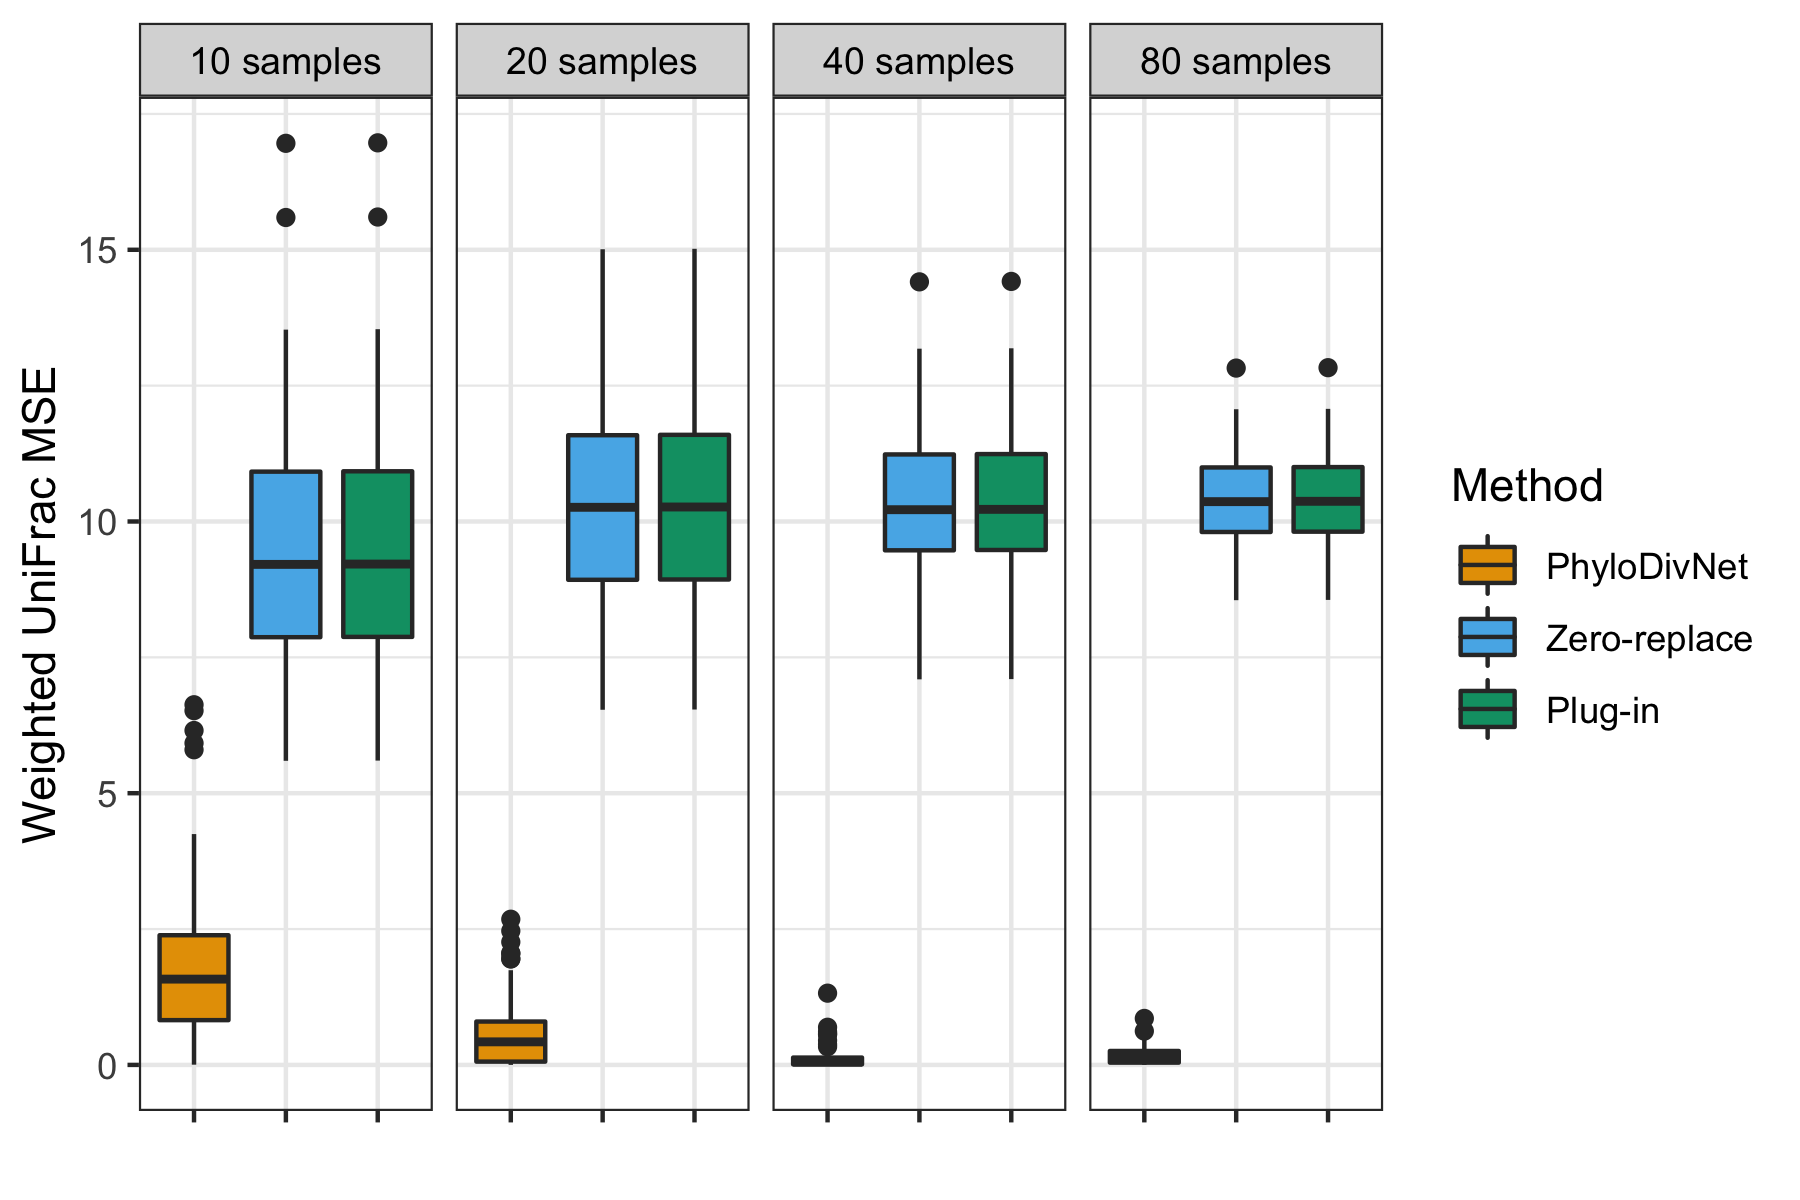 10 samples
20 samples
40 samples
80 samples
Weighted UniFrac MSE
15
10
5
0
Method
PhyloDivNet
Zero-replace
Plug-in